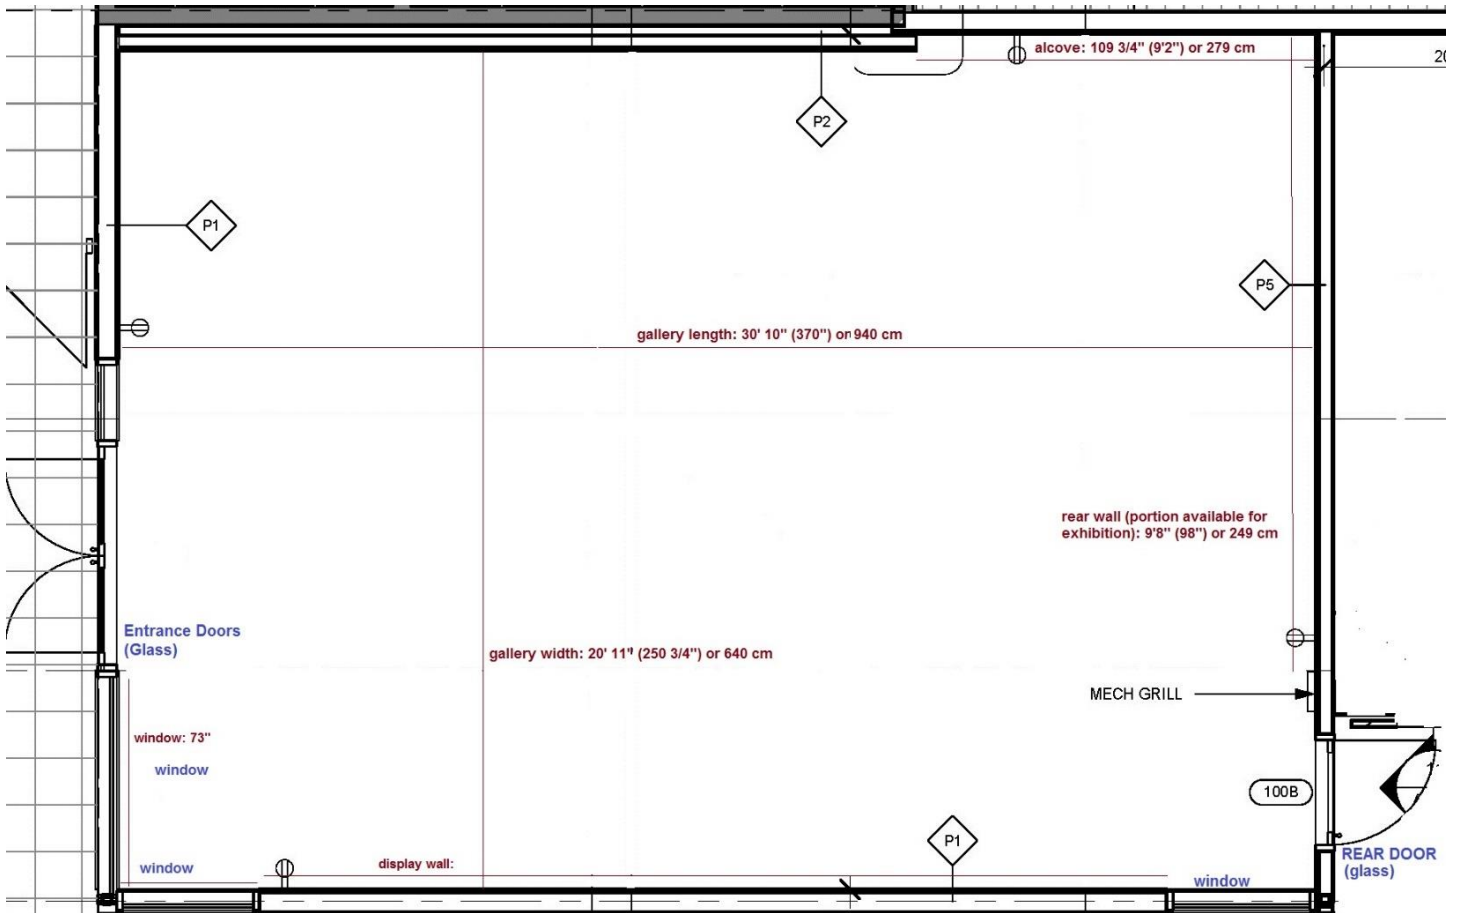 alcove: 109 3/4" (9'2") or 279 cm
20
P2
P1
P5
gallery length: 30' 10" (370") or 940 cm
rear wall (portion available for
exhibition): 9'8" (98") or 249 cm
Entrance Doors
(Glass)
gallery width: 20' 11" (250 3/4") or 640 cm
MECH GRILL
window: 73"
window
100B
P1
REAR DOOR
(glass)
display wall:
window
window